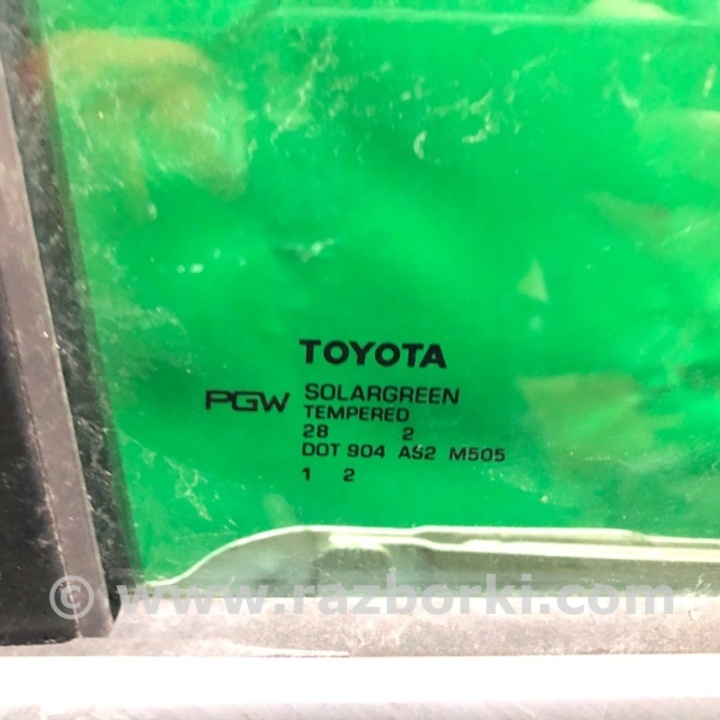 TOYOTA
PGW SOLARGREEN
TEMPERED
28 2
DOT 904 AS2 M505
1 2
© www.razborki.com